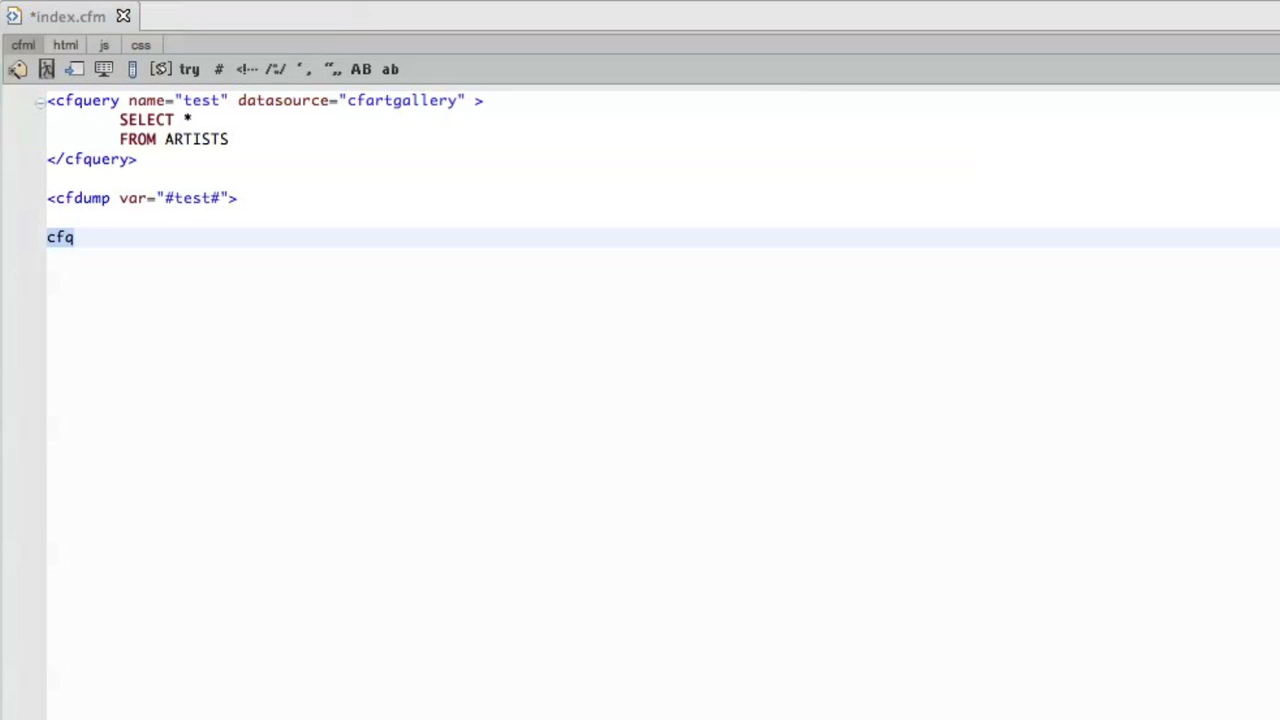 *index.cfm
cfml html js css
try # <!-- /*/ ‘, “,, AB ab
<cfquery name="test" datasource="cfartgallery" >
SELECT *
FROM ARTISTS
</cfquery>
<cfdump var="#test#">
cfq